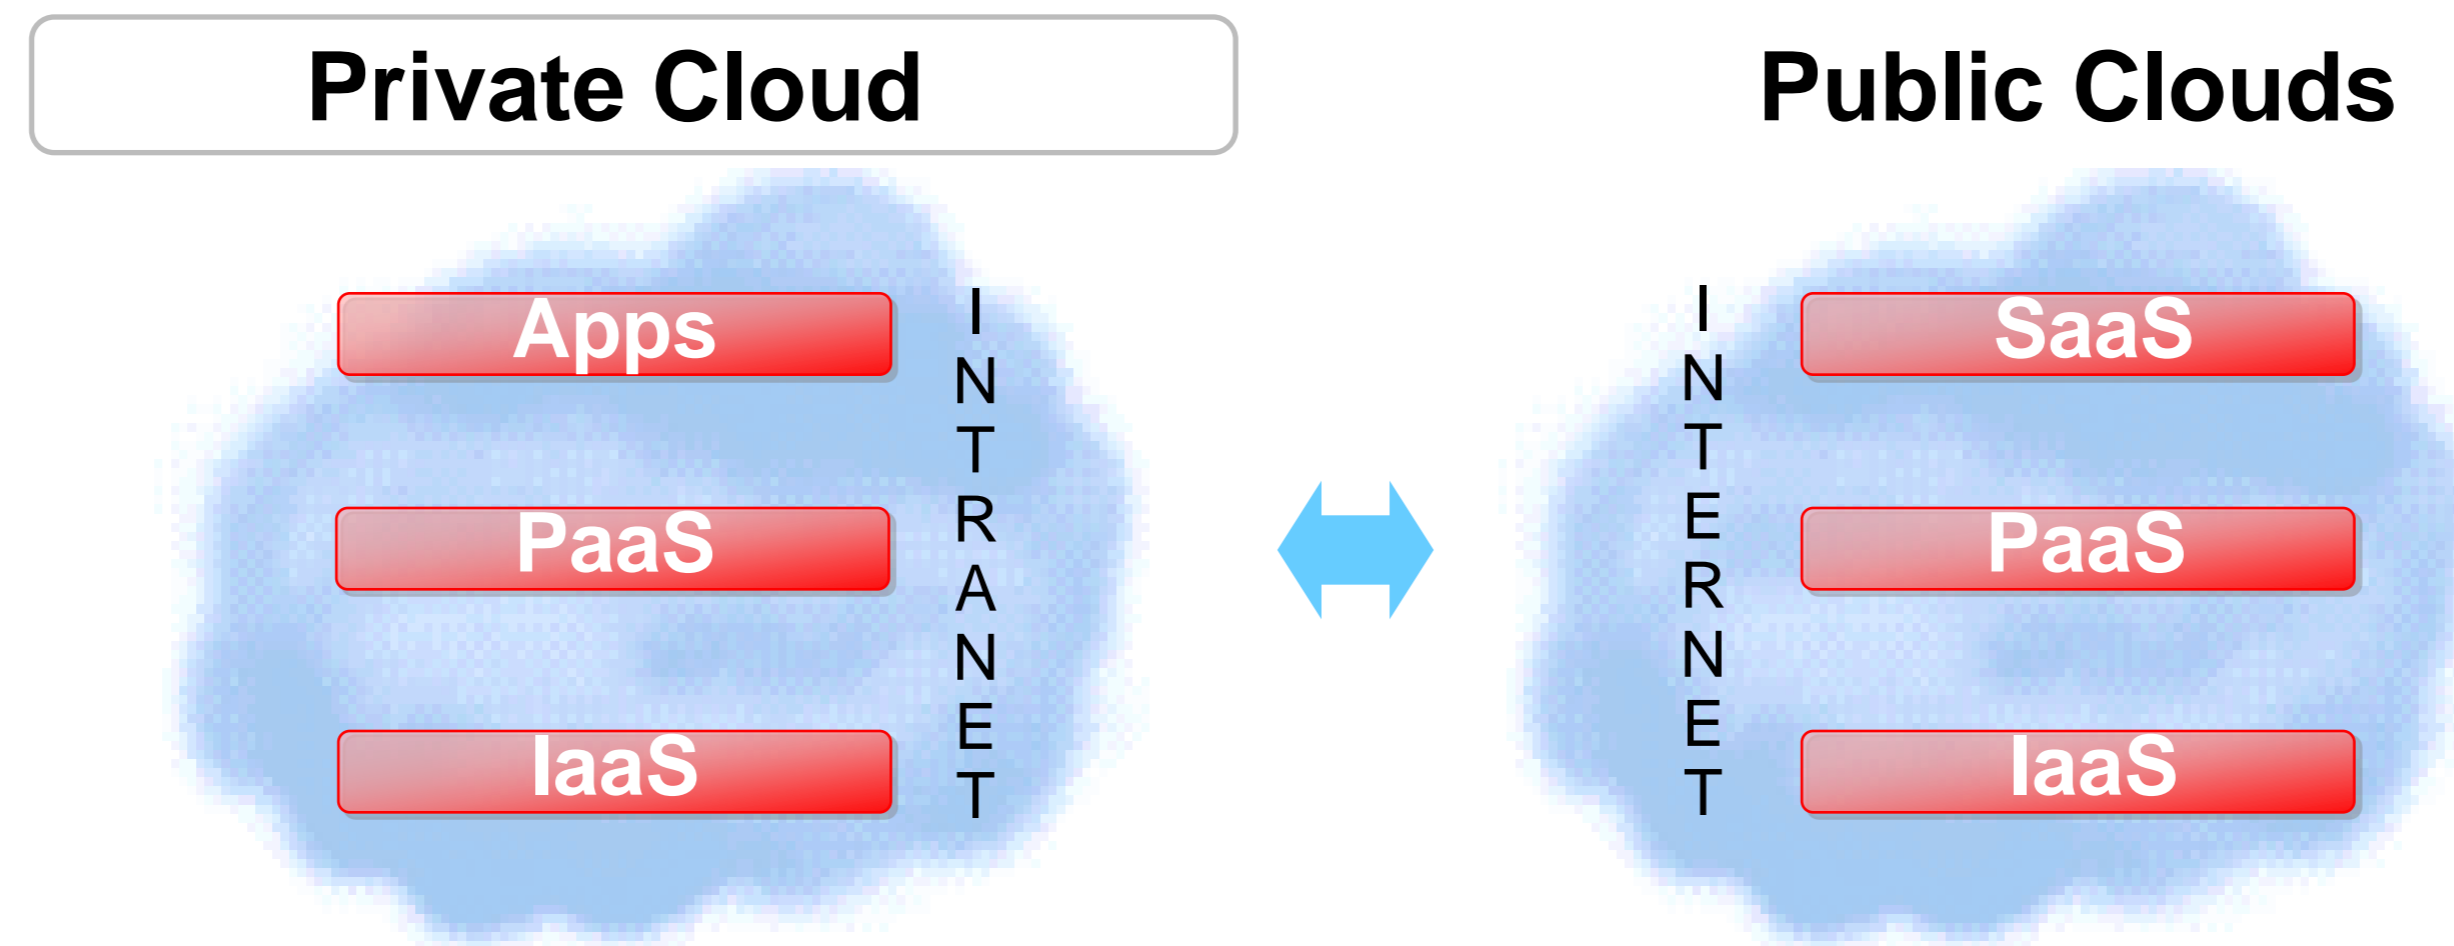 Private Cloud
Apps
PaaS
IaaS
INTRANET
Public Clouds
INTERNET
SaaS
PaaS
IaaS